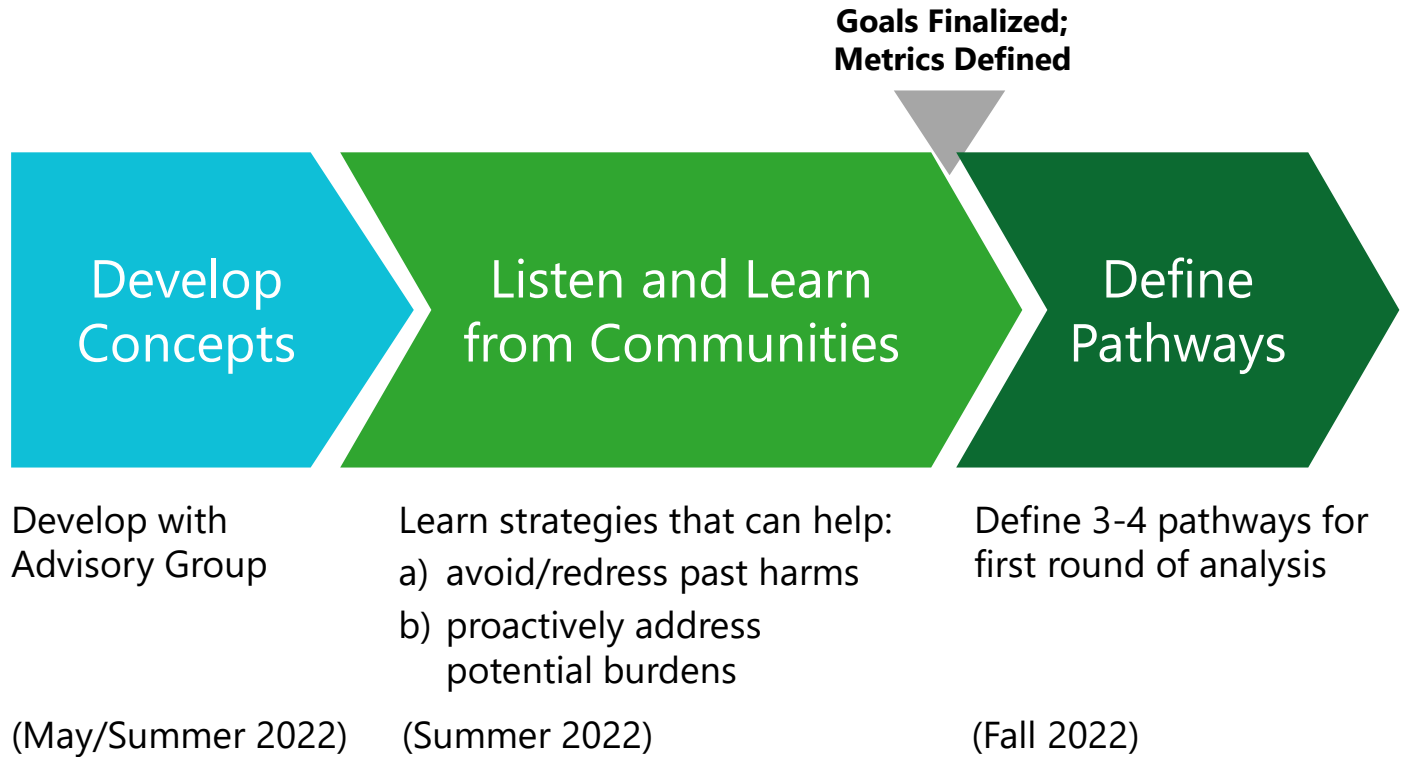 Goals Finalized;
Metrics Defined
Develop
Concepts
Listen and Learn
from Communities
Define
Pathways
Develop with
Advisory Group
(May/Summer 2022)
Learn strategies that can help:
a) avoid/redress past harms
b) proactively address
potential burdens
(Summer 2022)
Define 3-4 pathways for
first round of analysis
(Fall 2022)